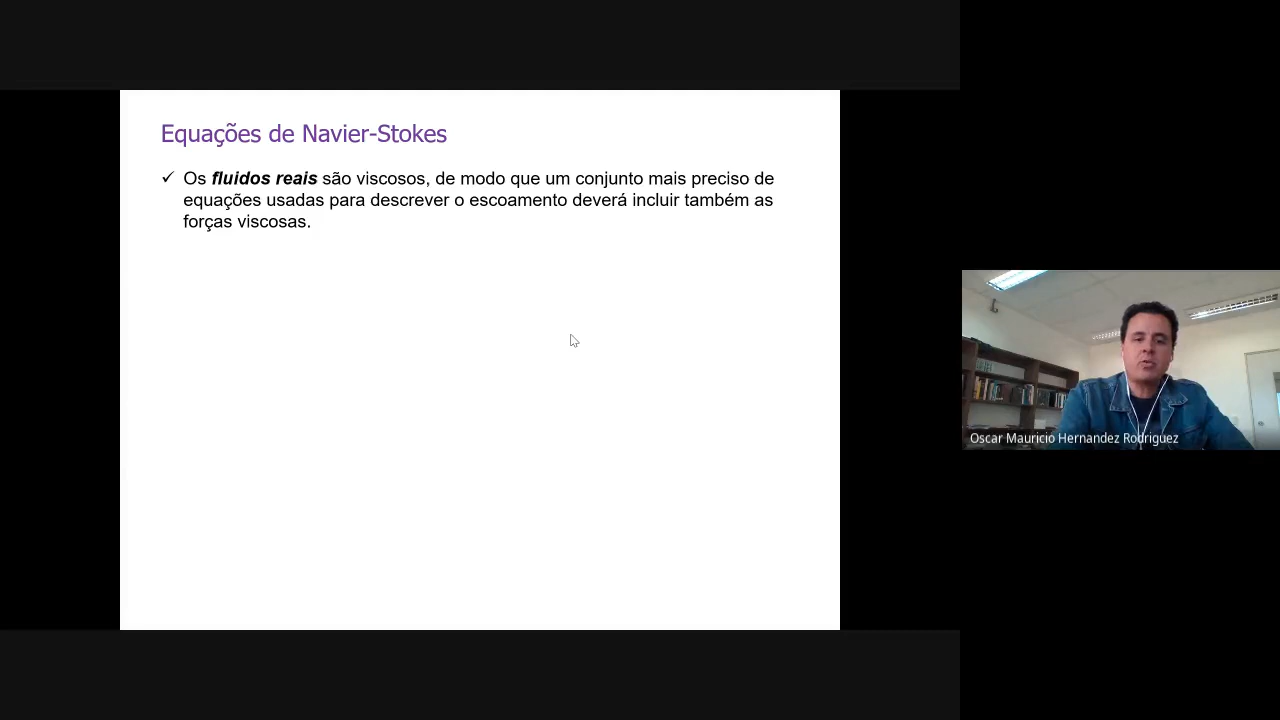 Equações de Navier-Stokes
✓ Os fluidos reais são viscosos, de modo que um conjunto mais preciso de
equações usadas para descrever o escoamento deverá incluir também as
forças viscosas.
Oscar Mauricio Hernandez Rodriguez